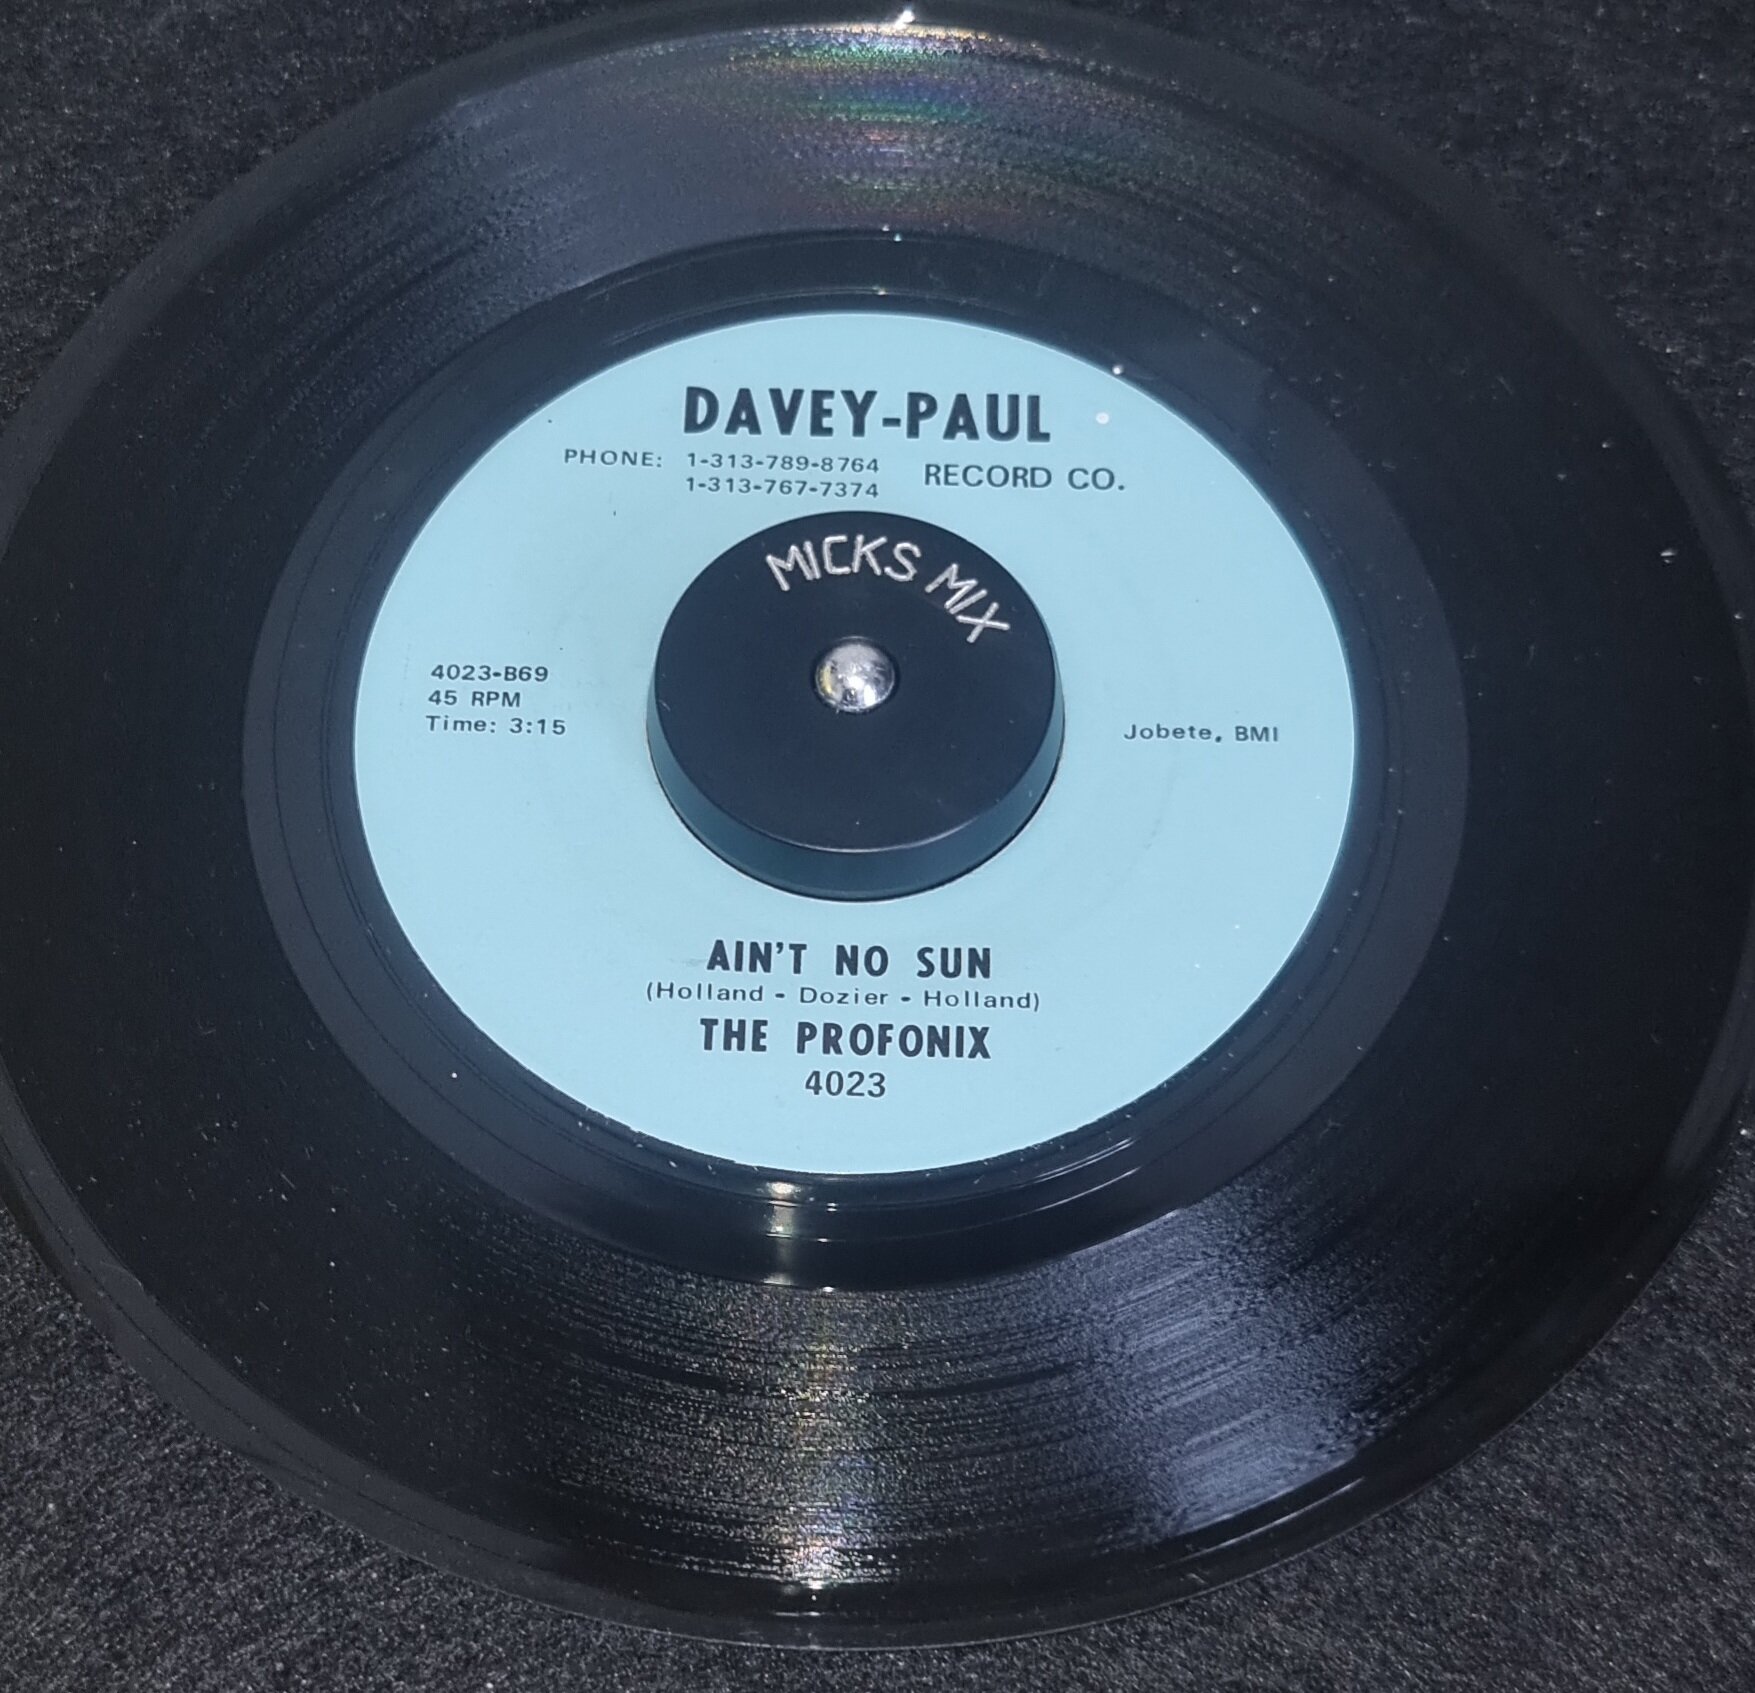 DAVEY-PAUL
PHONE: 1-313-789-8764
1-313-767-7374
RECORD CO.
MICKS MIX
4023-B69
45 RPM
Time: 3:15
Jobete, BMI
AIN'T NO SUN
(Holland - Dozier - Holland)
THE PROFONIX
4023